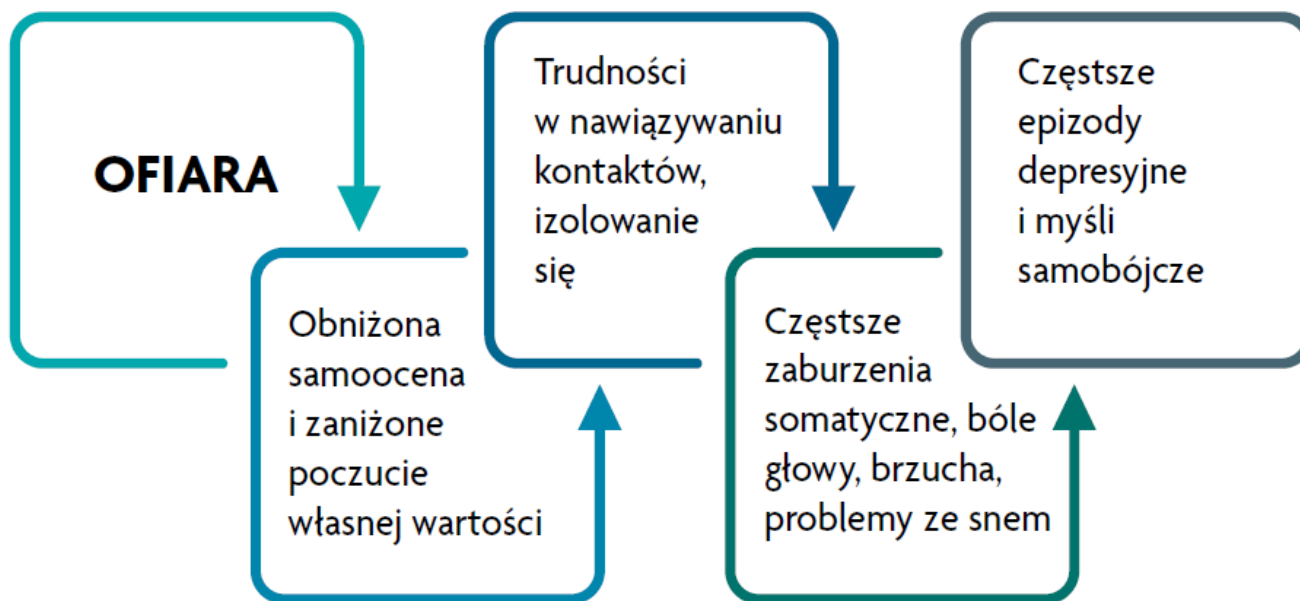 OFIARA
Obniżona
samoocena
i zaniżone
poczucie
własnej wartości
Trudności
w nawiązywaniu
kontaktów,
izolowanie
się
Częstsze
zaburzenia
somatyczne, bóle
głowy, brzucha,
problemy ze snem
Częstsze
epizody
depresyjne
i myśli
samobójcze